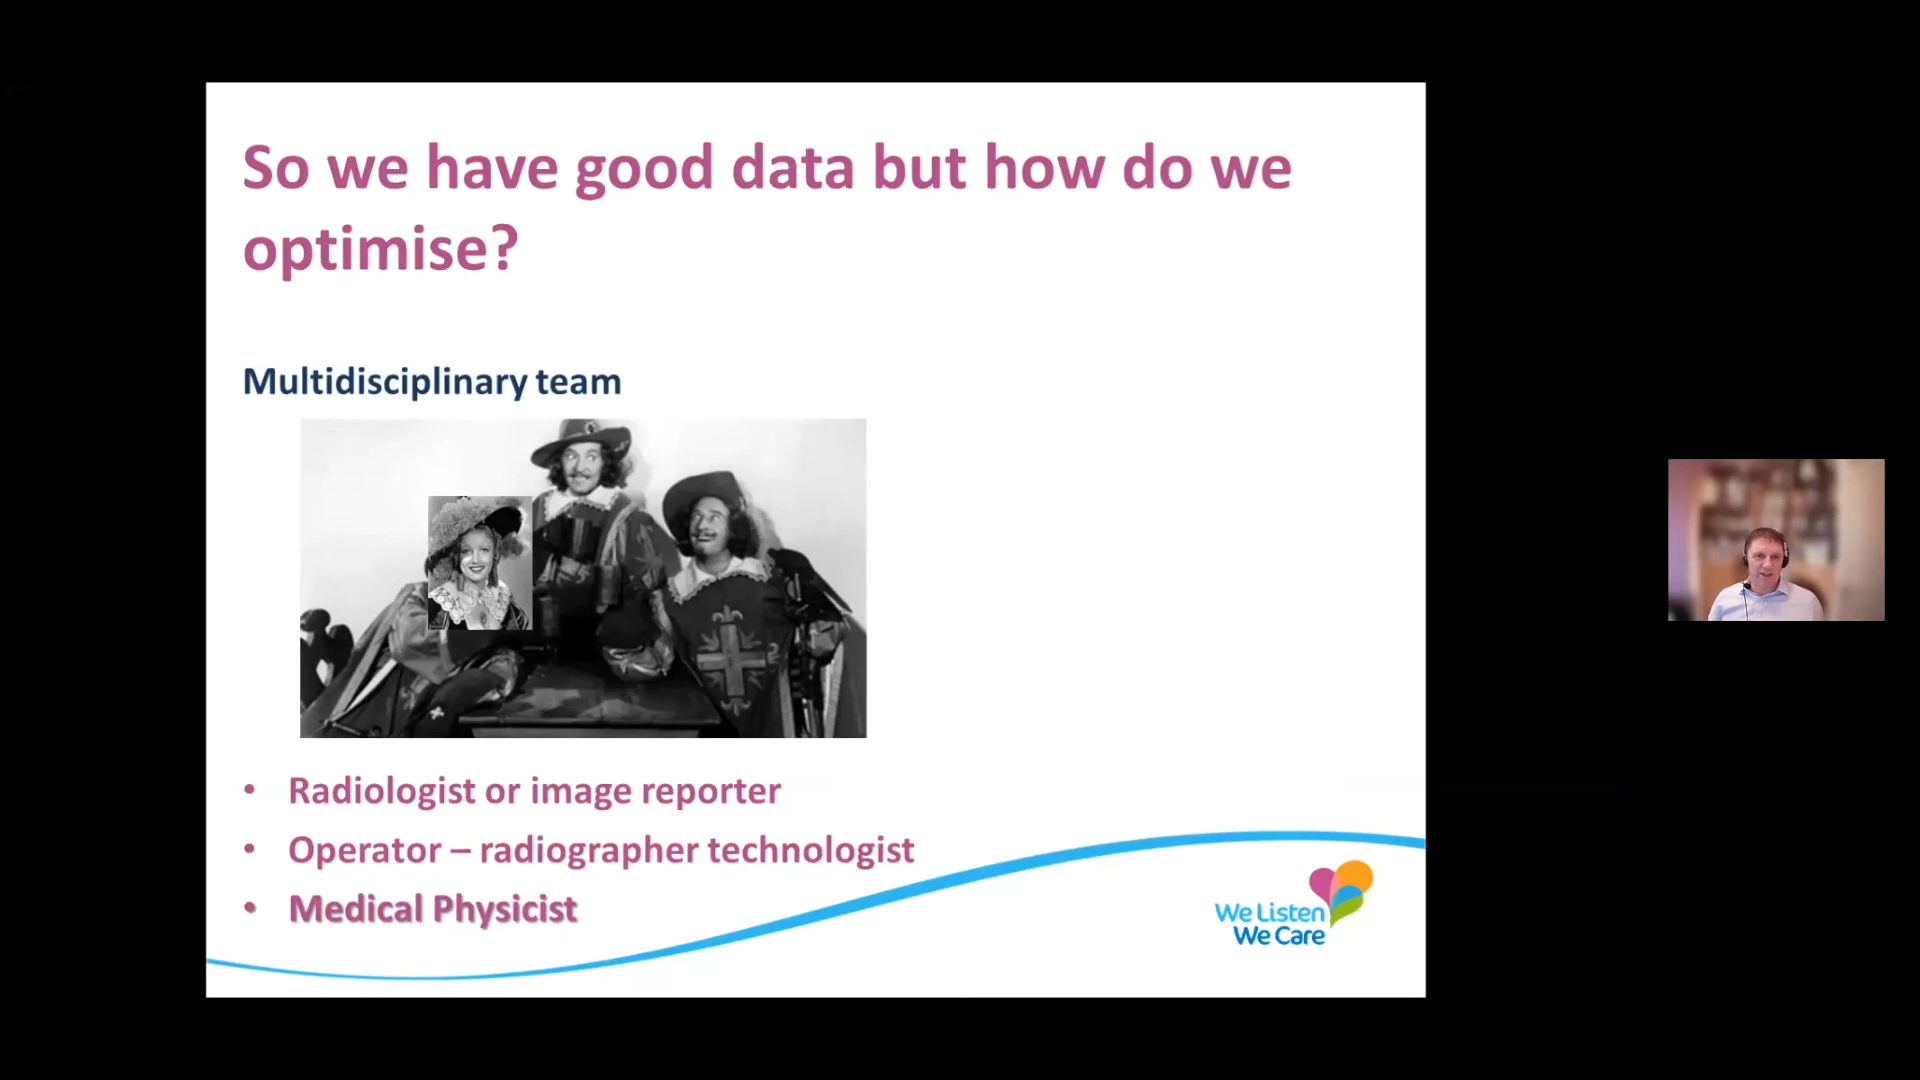 So we have good data but how do we
optimise?
Multidisciplinary team
• Radiologist or image reporter
• Operator – radiographer technologist
• Medical Physicist
We Listen
We Care